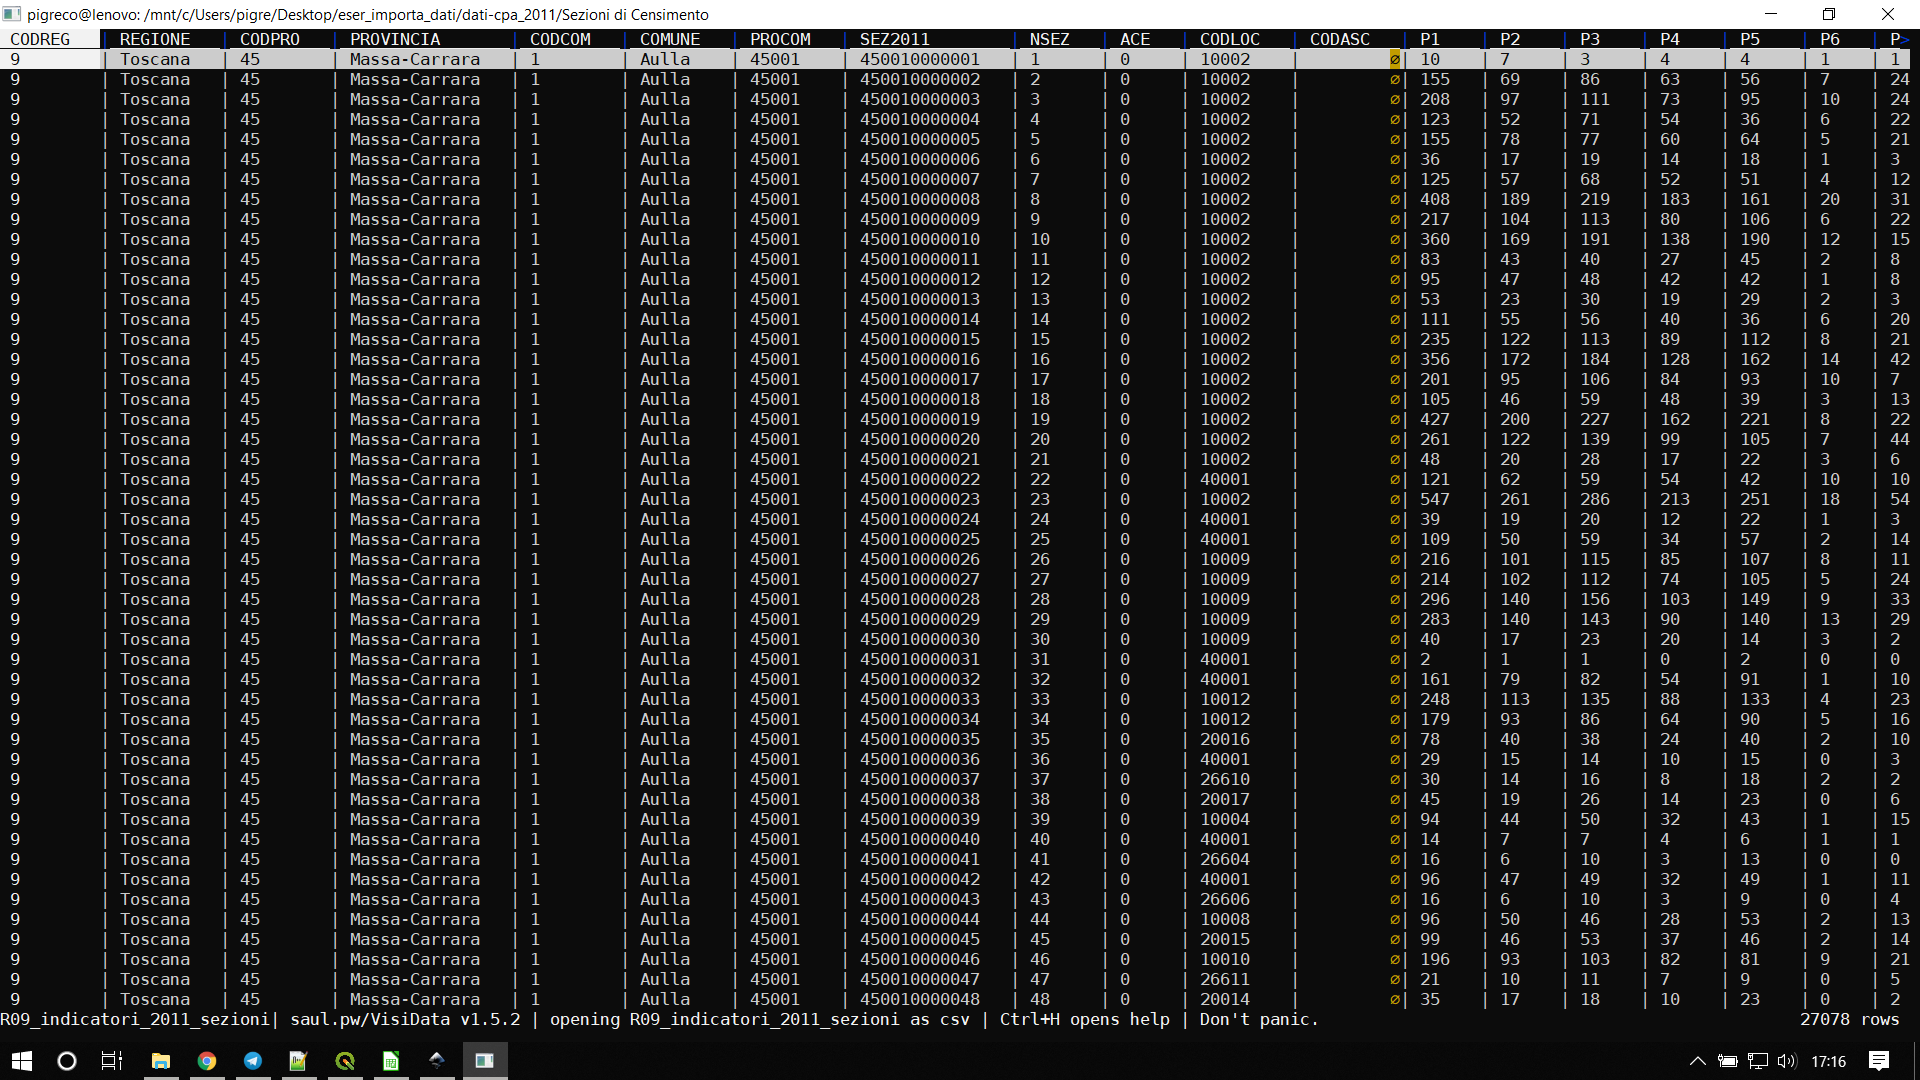 pigreco@lenovo: /mnt/c/Users/pigre/Desktop/eser_importa_dati/dati-cpa_2011/Sezioni di Censimento
CODREG | REGIONE | CODPRO | PROVINCIA | CODCOM | COMUNE | PROCOM | SEZ2011 | NSEZ | ACE | CODLOC | CODASC | P1 | P2 | P3 | P4 | P5 | P6 | P>
9 | Toscana | 45 | Massa-Carrara | 1 | Aulla | 45001 | 450010000001 | 1 | 0 | 10002 | ∅| 10 | 7 | 3 | 4 | 4 | 1 | 1
9 | Toscana | 45 | Massa-Carrara | 1 | Aulla | 45001 | 450010000002 | 2 | 0 | 10002 | ∅| 155 | 69 | 86 | 63 | 56 | 7 | 24
9 | Toscana | 45 | Massa-Carrara | 1 | Aulla | 45001 | 450010000003 | 3 | 0 | 10002 | ∅| 208 | 97 | 111 | 73 | 95 | 10 | 24
9 | Toscana | 45 | Massa-Carrara | 1 | Aulla | 45001 | 450010000004 | 4 | 0 | 10002 | ∅| 123 | 52 | 71 | 54 | 36 | 6 | 22
9 | Toscana | 45 | Massa-Carrara | 1 | Aulla | 45001 | 450010000005 | 5 | 0 | 10002 | ∅| 155 | 78 | 77 | 60 | 64 | 5 | 21
9 | Toscana | 45 | Massa-Carrara | 1 | Aulla | 45001 | 450010000006 | 6 | 0 | 10002 | ∅| 36 | 17 | 19 | 14 | 18 | 1 | 3
9 | Toscana | 45 | Massa-Carrara | 1 | Aulla | 45001 | 450010000007 | 7 | 0 | 10002 | ∅| 125 | 57 | 68 | 52 | 51 | 4 | 12
9 | Toscana | 45 | Massa-Carrara | 1 | Aulla | 45001 | 450010000008 | 8 | 0 | 10002 | ∅| 408 | 189 | 219 | 183 | 161 | 20 | 31
9 | Toscana | 45 | Massa-Carrara | 1 | Aulla | 45001 | 450010000009 | 9 | 0 | 10002 | ∅| 217 | 104 | 113 | 80 | 106 | 6 | 22
9 | Toscana | 45 | Massa-Carrara | 1 | Aulla | 45001 | 450010000010 | 10 | 0 | 10002 | ∅| 360 | 169 | 191 | 138 | 190 | 12 | 15
9 | Toscana | 45 | Massa-Carrara | 1 | Aulla | 45001 | 450010000011 | 11 | 0 | 10002 | ∅| 83 | 43 | 40 | 27 | 45 | 2 | 8
9 | Toscana | 45 | Massa-Carrara | 1 | Aulla | 45001 | 450010000012 | 12 | 0 | 10002 | ∅| 95 | 47 | 48 | 42 | 42 | 1 | 8
9 | Toscana | 45 | Massa-Carrara | 1 | Aulla | 45001 | 450010000013 | 13 | 0 | 10002 | ∅| 53 | 23 | 30 | 19 | 29 | 2 | 3
9 | Toscana | 45 | Massa-Carrara | 1 | Aulla | 45001 | 450010000014 | 14 | 0 | 10002 | ∅| 111 | 55 | 56 | 40 | 36 | 6 | 20
9 | Toscana | 45 | Massa-Carrara | 1 | Aulla | 45001 | 450010000015 | 15 | 0 | 10002 | ∅| 235 | 122 | 113 | 89 | 112 | 8 | 21
9 | Toscana | 45 | Massa-Carrara | 1 | Aulla | 45001 | 450010000016 | 16 | 0 | 10002 | ∅| 356 | 172 | 184 | 128 | 162 | 14 | 42
9 | Toscana | 45 | Massa-Carrara | 1 | Aulla | 45001 | 450010000017 | 17 | 0 | 10002 | ∅| 201 | 95 | 106 | 84 | 93 | 10 | 7
9 | Toscana | 45 | Massa-Carrara | 1 | Aulla | 45001 | 450010000018 | 18 | 0 | 10002 | ∅| 105 | 46 | 59 | 48 | 39 | 3 | 13
9 | Toscana | 45 | Massa-Carrara | 1 | Aulla | 45001 | 450010000019 | 19 | 0 | 10002 | ∅| 427 | 200 | 227 | 162 | 221 | 8 | 22
9 | Toscana | 45 | Massa-Carrara | 1 | Aulla | 45001 | 450010000020 | 20 | 0 | 10002 | ∅| 261 | 122 | 139 | 99 | 105 | 7 | 44
9 | Toscana | 45 | Massa-Carrara | 1 | Aulla | 45001 | 450010000021 | 21 | 0 | 10002 | ∅| 48 | 20 | 28 | 17 | 22 | 3 | 6
9 | Toscana | 45 | Massa-Carrara | 1 | Aulla | 45001 | 450010000022 | 22 | 0 | 40001 | ∅| 121 | 62 | 59 | 54 | 42 | 10 | 10
9 | Toscana | 45 | Massa-Carrara | 1 | Aulla | 45001 | 450010000023 | 23 | 0 | 10002 | ∅| 547 | 261 | 286 | 213 | 251 | 18 | 54
9 | Toscana | 45 | Massa-Carrara | 1 | Aulla | 45001 | 450010000024 | 24 | 0 | 40001 | ∅| 39 | 19 | 20 | 12 | 22 | 1 | 3
9 | Toscana | 45 | Massa-Carrara | 1 | Aulla | 45001 | 450010000025 | 25 | 0 | 40001 | ∅| 109 | 50 | 59 | 34 | 57 | 2 | 14
9 | Toscana | 45 | Massa-Carrara | 1 | Aulla | 45001 | 450010000026 | 26 | 0 | 10009 | ∅| 216 | 101 | 115 | 85 | 107 | 8 | 11
9 | Toscana | 45 | Massa-Carrara | 1 | Aulla | 45001 | 450010000027 | 27 | 0 | 10009 | ∅| 214 | 102 | 112 | 74 | 105 | 5 | 24
9 | Toscana | 45 | Massa-Carrara | 1 | Aulla | 45001 | 450010000028 | 28 | 0 | 10009 | ∅| 296 | 140 | 156 | 103 | 149 | 9 | 33
9 | Toscana | 45 | Massa-Carrara | 1 | Aulla | 45001 | 450010000029 | 29 | 0 | 10009 | ∅| 283 | 140 | 143 | 90 | 140 | 13 | 29
9 | Toscana | 45 | Massa-Carrara | 1 | Aulla | 45001 | 450010000030 | 30 | 0 | 10009 | ∅| 40 | 17 | 23 | 20 | 14 | 3 | 2
9 | Toscana | 45 | Massa-Carrara | 1 | Aulla | 45001 | 450010000031 | 31 | 0 | 40001 | ∅| 2 | 1 | 1 | 0 | 2 | 0 | 0
9 | Toscana | 45 | Massa-Carrara | 1 | Aulla | 45001 | 450010000032 | 32 | 0 | 40001 | ∅| 161 | 79 | 82 | 54 | 91 | 1 | 10
9 | Toscana | 45 | Massa-Carrara | 1 | Aulla | 45001 | 450010000033 | 33 | 0 | 10012 | ∅| 248 | 113 | 135 | 88 | 133 | 4 | 23
9 | Toscana | 45 | Massa-Carrara | 1 | Aulla | 45001 | 450010000034 | 34 | 0 | 10012 | ∅| 179 | 93 | 86 | 64 | 90 | 5 | 16
9 | Toscana | 45 | Massa-Carrara | 1 | Aulla | 45001 | 450010000035 | 35 | 0 | 20016 | ∅| 78 | 40 | 38 | 24 | 40 | 2 | 10
9 | Toscana | 45 | Massa-Carrara | 1 | Aulla | 45001 | 450010000036 | 36 | 0 | 40001 | ∅| 29 | 15 | 14 | 10 | 15 | 0 | 3
9 | Toscana | 45 | Massa-Carrara | 1 | Aulla | 45001 | 450010000037 | 37 | 0 | 26610 | ∅| 30 | 14 | 16 | 8 | 18 | 2 | 2
9 | Toscana | 45 | Massa-Carrara | 1 | Aulla | 45001 | 450010000038 | 38 | 0 | 20017 | ∅| 45 | 19 | 26 | 14 | 23 | 0 | 6
9 | Toscana | 45 | Massa-Carrara | 1 | Aulla | 45001 | 450010000039 | 39 | 0 | 10004 | ∅| 94 | 44 | 50 | 32 | 43 | 1 | 15
9 | Toscana | 45 | Massa-Carrara | 1 | Aulla | 45001 | 450010000040 | 40 | 0 | 40001 | ∅| 14 | 7 | 7 | 4 | 6 | 1 | 1
9 | Toscana | 45 | Massa-Carrara | 1 | Aulla | 45001 | 450010000041 | 41 | 0 | 26604 | ∅| 16 | 6 | 10 | 3 | 13 | 0 | 0
9 | Toscana | 45 | Massa-Carrara | 1 | Aulla | 45001 | 450010000042 | 42 | 0 | 40001 | ∅| 96 | 47 | 49 | 32 | 49 | 1 | 11
9 | Toscana | 45 | Massa-Carrara | 1 | Aulla | 45001 | 450010000043 | 43 | 0 | 26606 | ∅| 16 | 6 | 10 | 3 | 9 | 0 | 4
9 | Toscana | 45 | Massa-Carrara | 1 | Aulla | 45001 | 450010000044 | 44 | 0 | 10008 | ∅| 96 | 50 | 46 | 28 | 53 | 2 | 13
9 | Toscana | 45 | Massa-Carrara | 1 | Aulla | 45001 | 450010000045 | 45 | 0 | 20015 | ∅| 99 | 46 | 53 | 37 | 46 | 2 | 14
9 | Toscana | 45 | Massa-Carrara | 1 | Aulla | 45001 | 450010000046 | 46 | 0 | 10010 | ∅| 196 | 93 | 103 | 82 | 81 | 9 | 21
9 | Toscana | 45 | Massa-Carrara | 1 | Aulla | 45001 | 450010000047 | 47 | 0 | 26611 | ∅| 21 | 10 | 11 | 7 | 9 | 0 | 5
9 | Toscana | 45 | Massa-Carrara | 1 | Aulla | 45001 | 450010000048 | 48 | 0 | 20014 | ∅| 35 | 17 | 18 | 10 | 23 | 0 | 2
R09_indicatori_2011_sezioni| saul.pw/VisiData v1.5.2 | opening R09_indicatori_2011_sezioni as csv | Ctrl+H opens help | Don't panic. 27078 rows
17:16